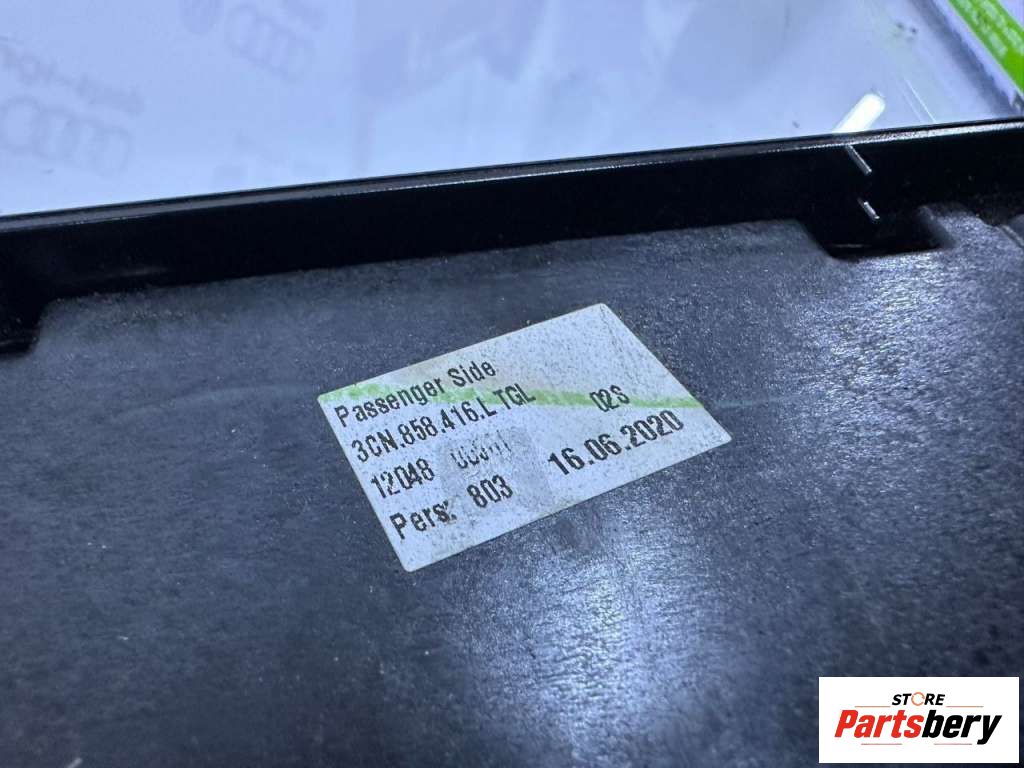 Passenger Side
3CN.858.416.L TGL 02S
12048
Pers: 803 16.06.2020
STORE
Partsbery